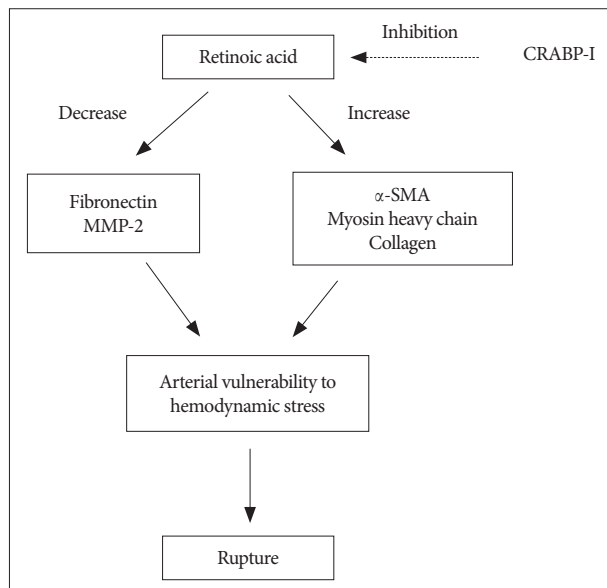 Inhibition
Retinoic acid
CRABP-I
Decrease
Increase
Fibronectin
MMP-2
α-SMA
Myosin heavy chain
Collagen
Arterial vulnerability to
hemodynamic stress
Rupture